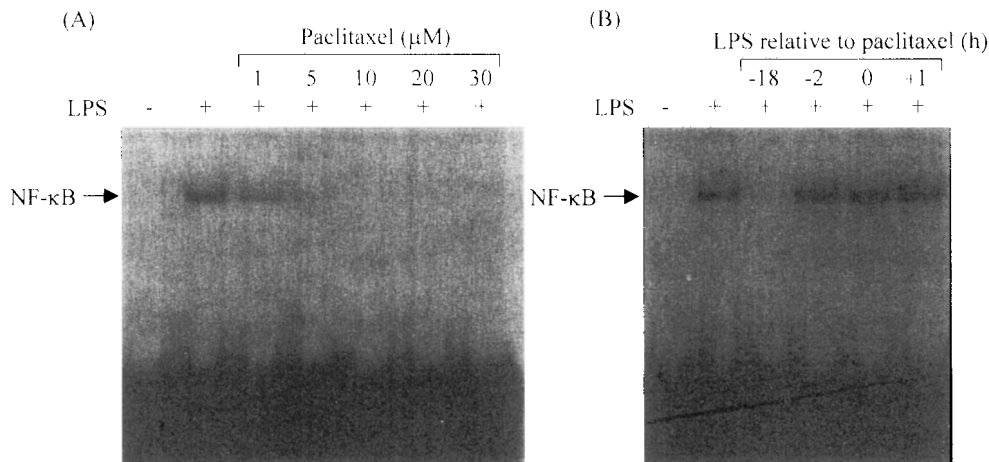 (A)
Paclitaxel (μM)
1 5 10 20 30
LPS - + + + + + +
NF-κB
(B)
LPS relative to paclitaxel (h)
-18 -2 0 +1
- + + + + +
NF-κB